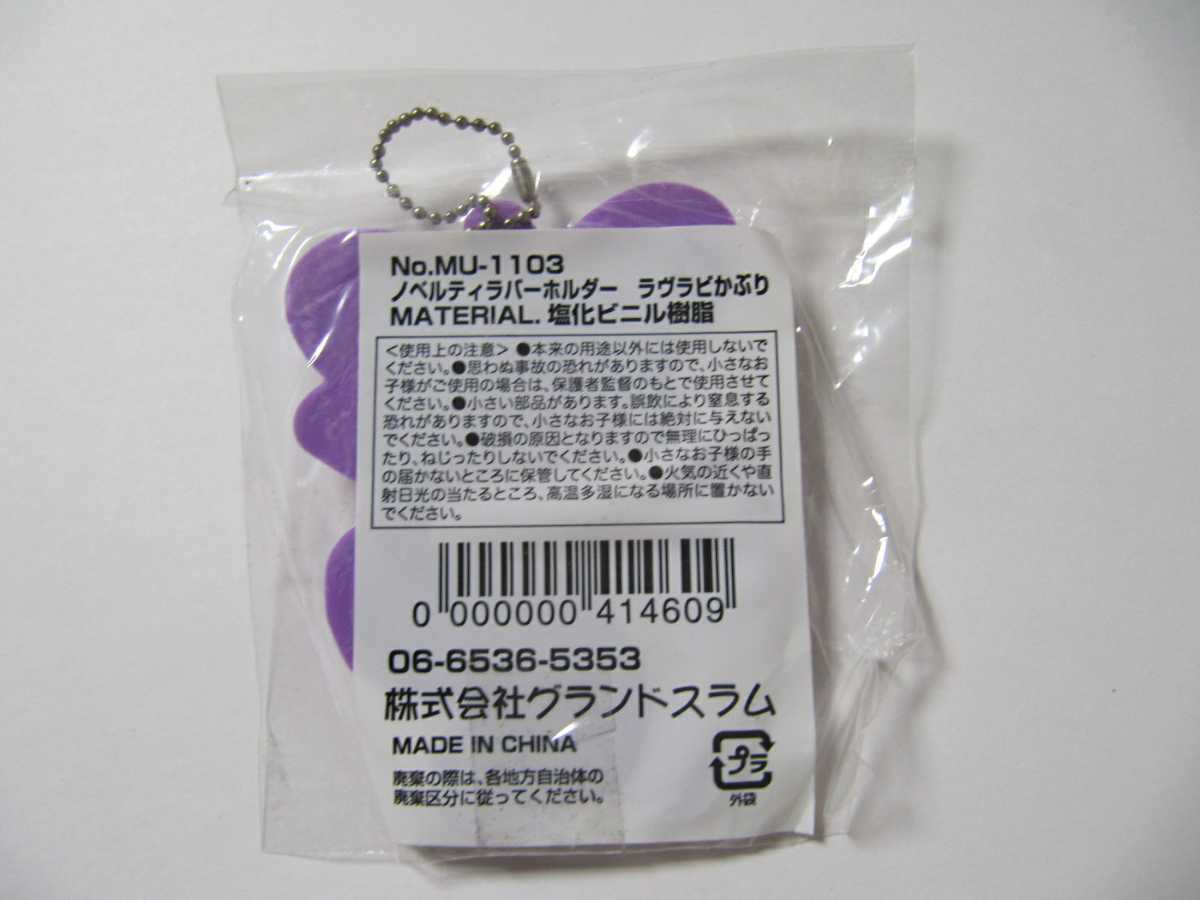 No.MU-1103
ノベルティラバーホルダー　ラヴラビかぶり
MATERIAL. 塩化ビニル樹脂
＜使用上の注意＞ ●本来の用途以外には使用しないで
ください。●思わぬ事故の恐れがありますので、小さなお
子様がご使用の場合は、保護者監督のもとで使用させて
ください。●小さい部品があります。誤飲により窒息する
恐れがありますので、小さなお子様には絶対に与えない
でください。●破損の原因となりますので無理にひっぱっ
たり、ねじったりしないでください。●小さなお子様の手
の届かないところに保管してください。●火気の近くや直
射日光の当たるところ、高温多湿になる場所に置かない
でください。
0 000000 414609
06-6536-5353
株式会社グランドスラム
MADE IN CHINA
廃棄の際は、各地方自治体の
廃棄区分に従ってください。
プラ
外袋